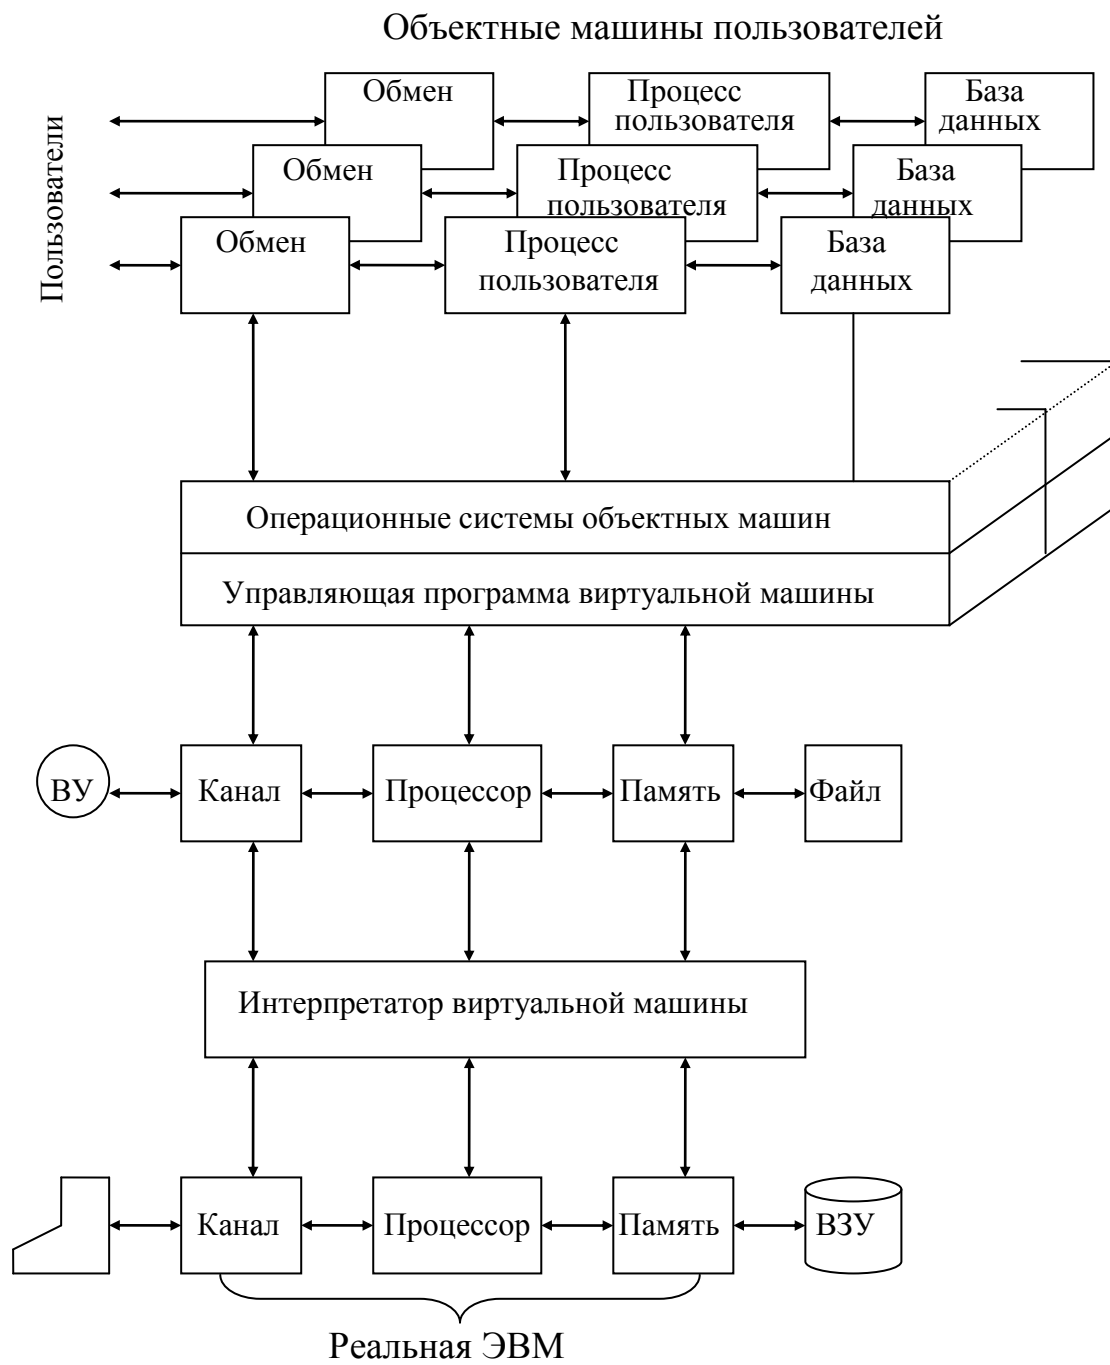 Объектные машины пользователей
Пользователи
Обмен
Процесс
пользователя
База
данных
Обмен
Процесс
пользователя
База
данных
Обмен
Процесс
пользователя
База
данных
Операционные системы объектных машин
Управляющая программа виртуальной машины
ВУ
Канал
Процессор
Память
Файл
Интерпретатор виртуальной машины
Канал
Процессор
Память
ВЗУ
Реальная ЭВМ